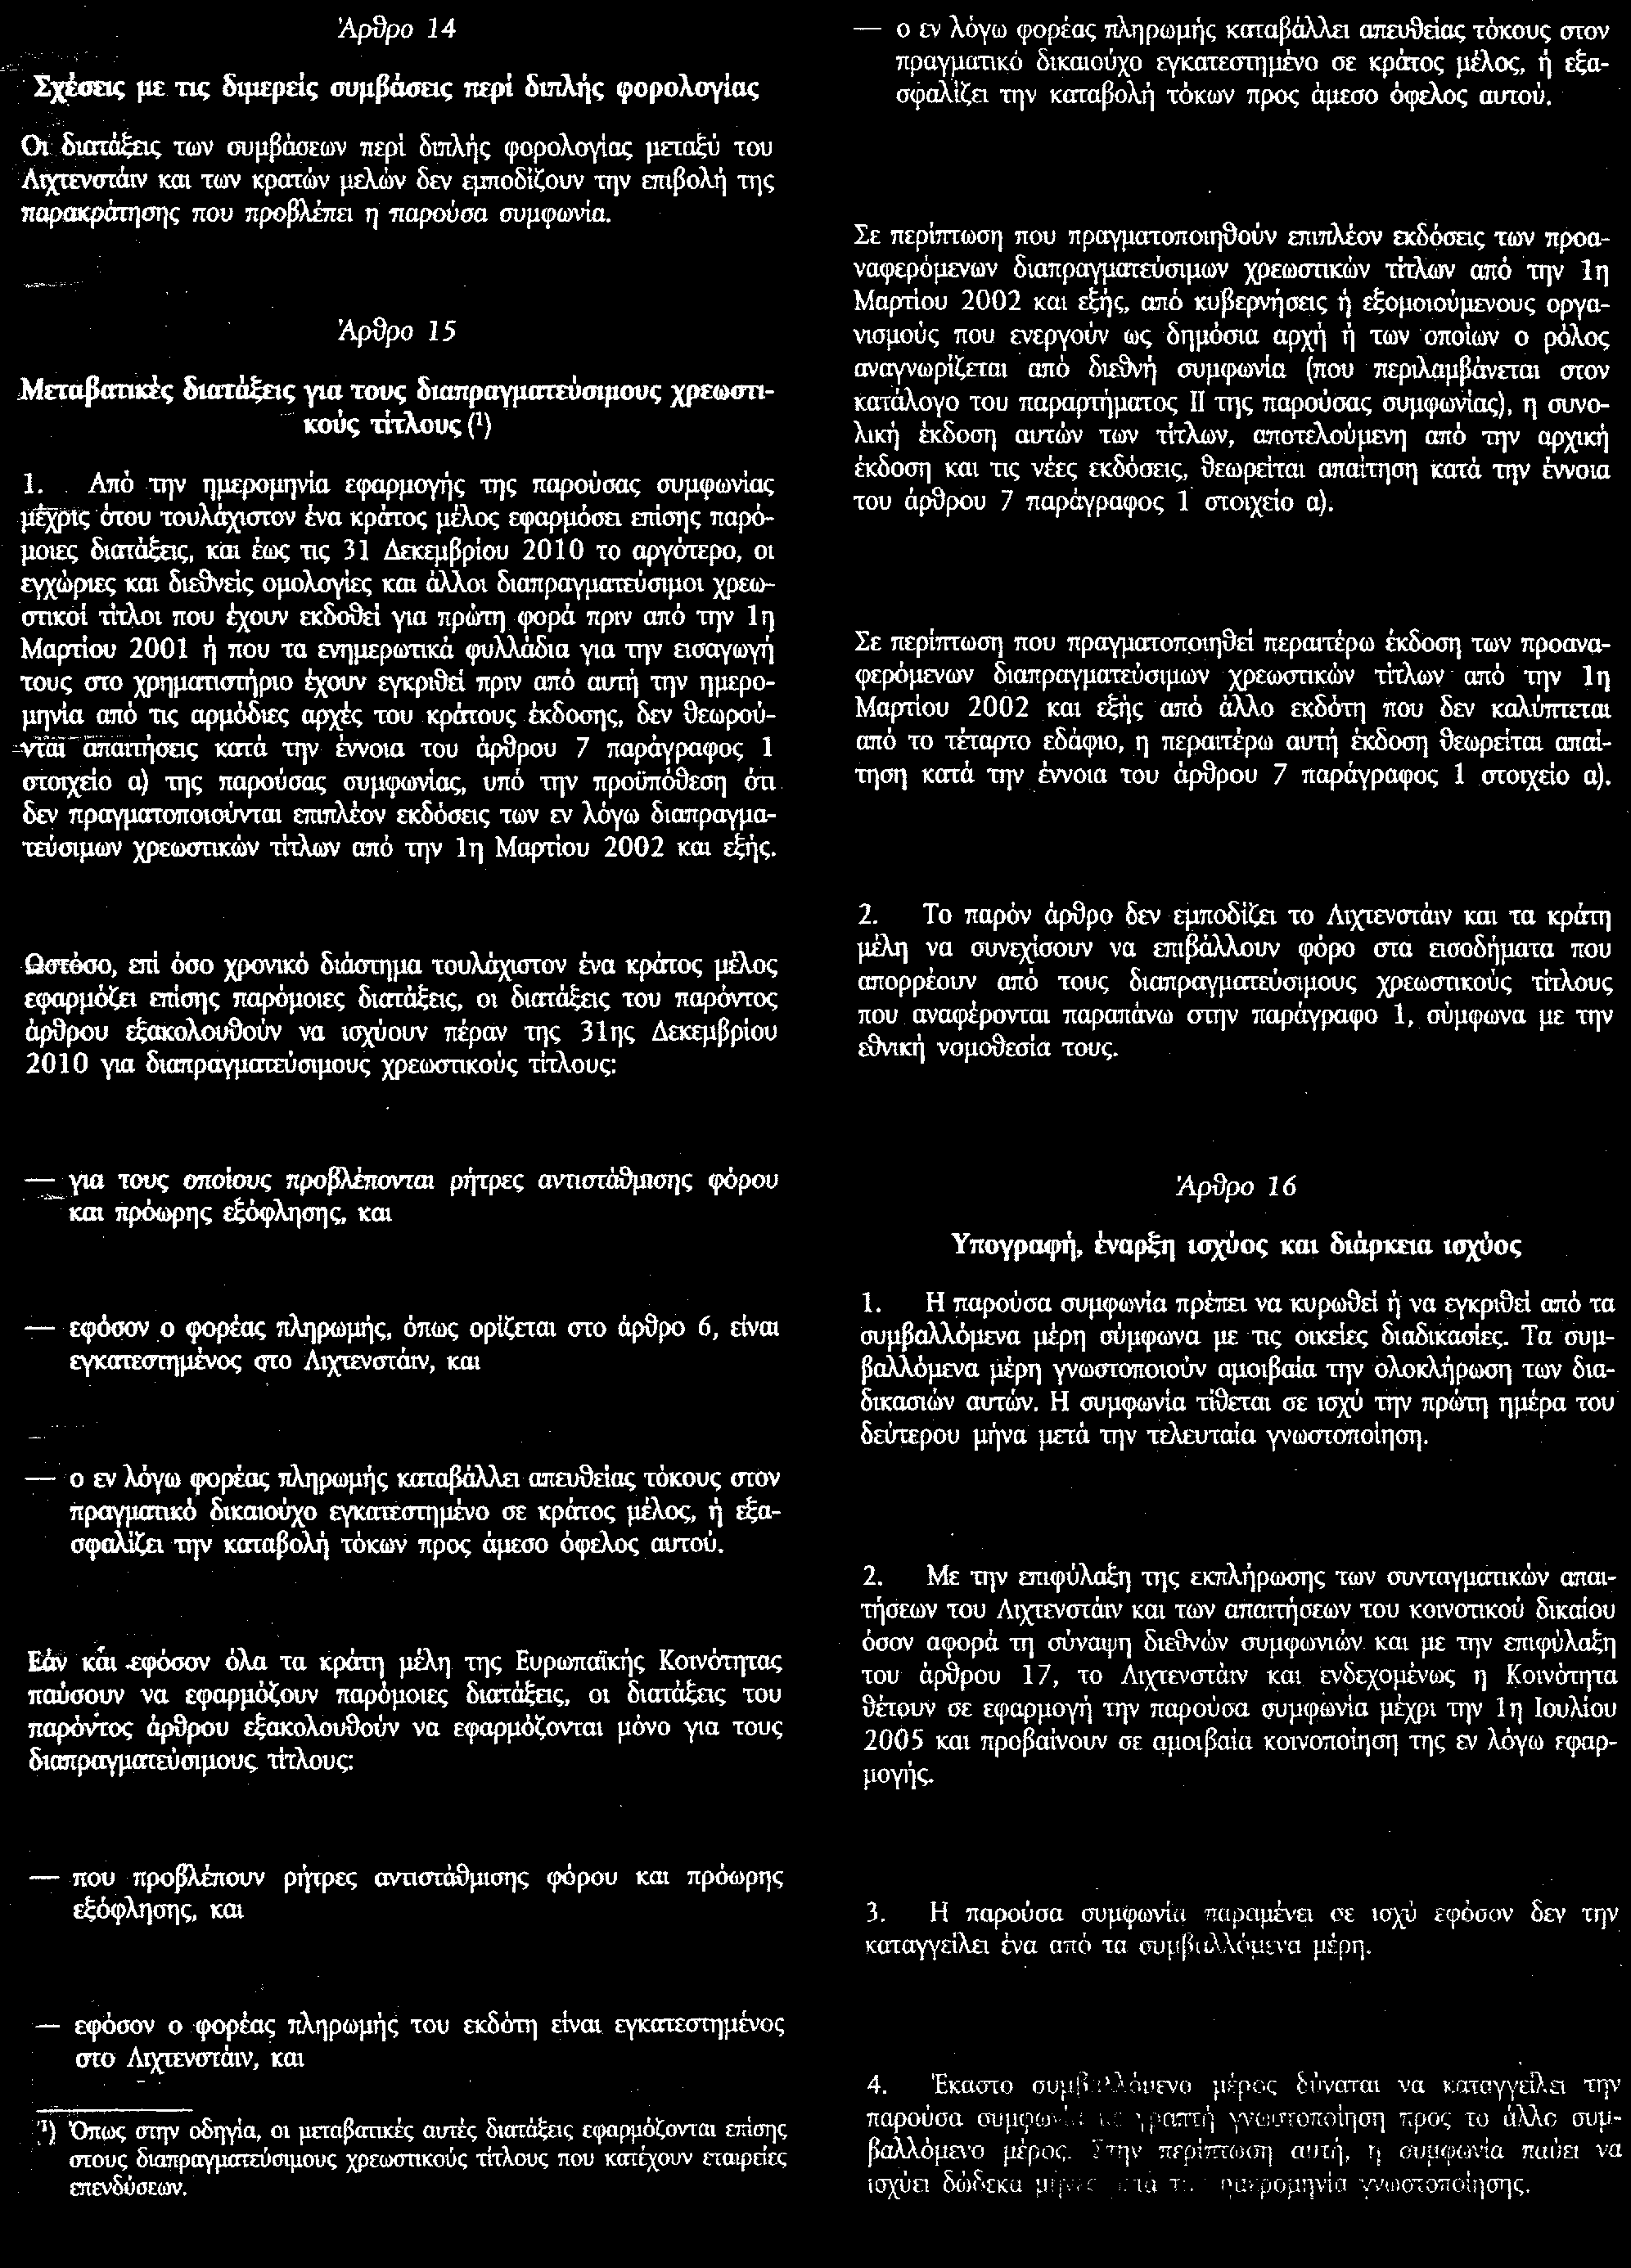 Άρθρο 14
Σχέσεις με τις διμερείς συμβάσεις περί διπλής φορολογίας
Οι διατάξεις των συμβάσεων περί διπλής φορολογίας μεταξύ του
Λιχτενστάιν και των κρατών μελών δεν εμποδίζουν την επιβολή της
παρακράτησης που προβλέπει η παρούσα συμφωνία.
Άρθρο 15
Μεταβατικές διατάξεις για τους διαπραγματεύσιμους χρεωστι-
κούς τίτλους (¹)
1. Από την ημερομηνία εφαρμογής της παρούσας συμφωνίας
μέχρις ότου τουλάχιστον ένα κράτος μέλος εφαρμόσει επίσης παρό-
μοιες διατάξεις, και έως τις 31 Δεκεμβρίου 2010 το αργότερο, οι
εγχώριες και διεθνείς ομολογίες και άλλοι διαπραγματεύσιμοι χρεω-
στικοί τίτλοι που έχουν εκδοθεί για πρώτη φορά πριν από την 1η
Μαρτίου 2001 ή που τα ενημερωτικά φυλλάδια για την εισαγωγή
τους στο χρηματιστήριο έχουν εγκριθεί πριν από αυτή την ημερο-
μηνία από τις αρμόδιες αρχές του κράτους έκδοσης, δεν θεωρού-
νται απαιτήσεις κατά την έννοια του άρθρου 7 παράγραφος 1
στοιχείο α) της παρούσας συμφωνίας, υπό την προϋπόθεση ότι
δεν πραγματοποιούνται επιπλέον εκδόσεις των εν λόγω διαπραγμα-
τεύσιμων χρεωστικών τίτλων από την 1η Μαρτίου 2002 και εξής.
Ωστόσο, επί όσο χρονικό διάστημα τουλάχιστον ένα κράτος μέλος
εφαρμόζει επίσης παρόμοιες διατάξεις, οι διατάξεις του παρόντος
άρθρου εξακολουθούν να ισχύουν πέραν της 31ης Δεκεμβρίου
2010 για διαπραγματεύσιμους χρεωστικούς τίτλους:
— για τους οποίους προβλέπονται ρήτρες αντιστάθμισης φόρου
και πρόωρης εξόφλησης, και
— εφόσον ο φορέας πληρωμής, όπως ορίζεται στο άρθρο 6, είναι
εγκατεστημένος στο Λιχτενστάιν, και
— ο εν λόγω φορέας πληρωμής καταβάλλει απευθείας τόκους στον
πραγματικό δικαιούχο εγκατεστημένο σε κράτος μέλος, ή εξα-
σφαλίζει την καταβολή τόκων προς άμεσο όφελος αυτού.
Εάν και εφόσον όλα τα κράτη μέλη της Ευρωπαϊκής Κοινότητας
παύσουν να εφαρμόζουν παρόμοιες διατάξεις, οι διατάξεις του
παρόντος άρθρου εξακολουθούν να εφαρμόζονται μόνο για τους
διαπραγματεύσιμους τίτλους:
— που προβλέπουν ρήτρες αντιστάθμισης φόρου και πρόωρης
εξόφλησης, και
— εφόσον ο φορέας πληρωμής του εκδότη είναι εγκατεστημένος
στο Λιχτενστάιν, και
(¹) Όπως στην οδηγία, οι μεταβατικές αυτές διατάξεις εφαρμόζονται επίσης
στους διαπραγματεύσιμους χρεωστικούς τίτλους που κατέχουν εταιρείες
επενδύσεων.
— ο εν λόγω φορέας πληρωμής καταβάλλει απευθείας τόκους στον
πραγματικό δικαιούχο εγκατεστημένο σε κράτος μέλος, ή εξα-
σφαλίζει την καταβολή τόκων προς άμεσο όφελος αυτού.
Σε περίπτωση που πραγματοποιηθούν επιπλέον εκδόσεις των προα-
ναφερόμενων διαπραγματεύσιμων χρεωστικών τίτλων από την 1η
Μαρτίου 2002 και εξής, από κυβερνήσεις ή εξομοιούμενους οργα-
νισμούς που ενεργούν ως δημόσια αρχή ή των οποίων ο ρόλος
αναγνωρίζεται από διεθνή συμφωνία (που περιλαμβάνεται στον
κατάλογο του παραρτήματος ΙΙ της παρούσας συμφωνίας), η συνο-
λική έκδοση αυτών των τίτλων, αποτελούμενη από την αρχική
έκδοση και τις νέες εκδόσεις, θεωρείται απαίτηση κατά την έννοια
του άρθρου 7 παράγραφος 1 στοιχείο α).
Σε περίπτωση που πραγματοποιηθεί περαιτέρω έκδοση των προανα-
φερόμενων διαπραγματεύσιμων χρεωστικών τίτλων από την 1η
Μαρτίου 2002 και εξής από άλλο εκδότη που δεν καλύπτεται
από το τέταρτο εδάφιο, η περαιτέρω αυτή έκδοση θεωρείται απαί-
τηση κατά την έννοια του άρθρου 7 παράγραφος 1 στοιχείο α).
2. Το παρόν άρθρο δεν εμποδίζει το Λιχτενστάιν και τα κράτη
μέλη να συνεχίσουν να επιβάλλουν φόρο στα εισοδήματα που
απορρέουν από τους διαπραγματεύσιμους χρεωστικούς τίτλους
που αναφέρονται παραπάνω στην παράγραφο 1, σύμφωνα με την
εθνική νομοθεσία τους.
Άρθρο 16
Υπογραφή, έναρξη ισχύος και διάρκεια ισχύος
1. Η παρούσα συμφωνία πρέπει να κυρωθεί ή να εγκριθεί από τα
συμβαλλόμενα μέρη σύμφωνα με τις οικείες διαδικασίες. Τα συμ-
βαλλόμενα μέρη γνωστοποιούν αμοιβαία την ολοκλήρωση των δια-
δικασιών αυτών. Η συμφωνία τίθεται σε ισχύ την πρώτη ημέρα του
δεύτερου μήνα μετά την τελευταία γνωστοποίηση.
2. Με την επιφύλαξη της εκπλήρωσης των συνταγματικών απαι-
τήσεων του Λιχτενστάιν και των απαιτήσεων του κοινοτικού δικαίου
όσον αφορά τη σύναψη διεθνών συμφωνιών και με την επιφύλαξη
του άρθρου 17, το Λιχτενστάιν και ενδεχομένως η Κοινότητα
θέτουν σε εφαρμογή την παρούσα συμφωνία μέχρι την 1η Ιουλίου
2005 και προβαίνουν σε αμοιβαία κοινοποίηση της εν λόγω εφαρ-
μογής.
3. Η παρούσα συμφωνία παραμένει σε ισχύ εφόσον δεν την
καταγγείλει ένα από τα συμβαλλόμενα μέρη.
4. Έκαστο συμβαλλόμενο μέρος δύναται να καταγγείλει την
παρούσα συμφωνία με γραπτή γνωστοποίηση προς το άλλο συμ-
βαλλόμενο μέρος. Στην περίπτωση αυτή, η συμφωνία παύει να
ισχύει δώδεκα μήνες μετά τη ημερομηνία γνωστοποίησης.